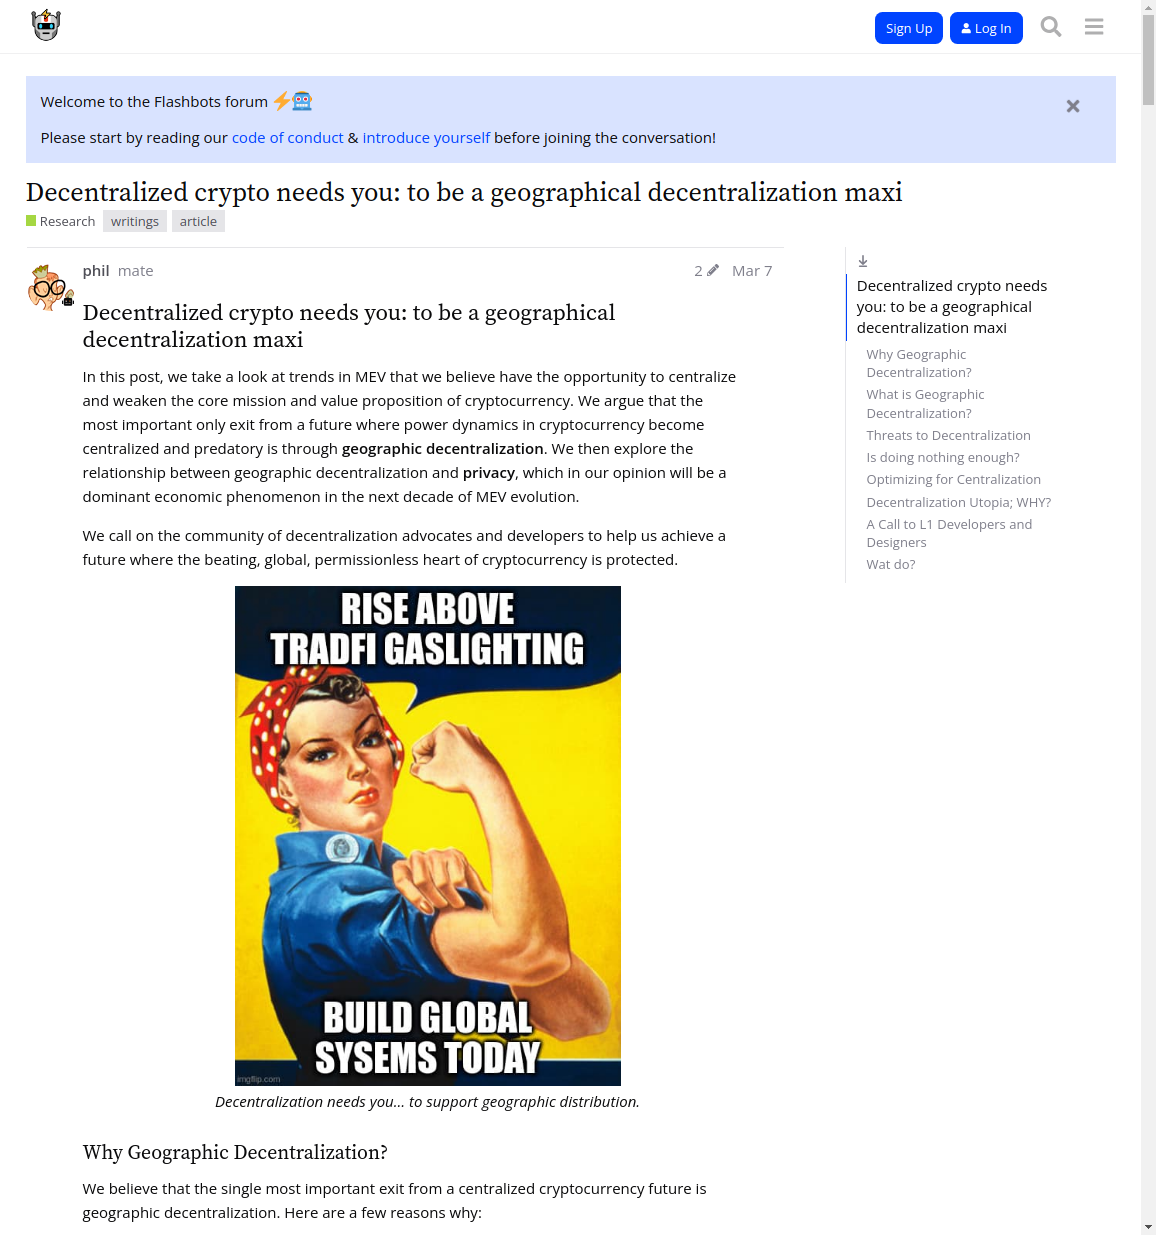 Sign Up
Log In
Welcome to the Flashbots forum
Please start by reading our code of conduct & introduce yourself before joining the conversation!
Decentralized crypto needs you: to be a geographical decentralization maxi
Research writings article
phil mate 2 Mar 7
Decentralized crypto needs you: to be a geographical
decentralization maxi
In this post, we take a look at trends in MEV that we believe have the opportunity to centralize
and weaken the core mission and value proposition of cryptocurrency. We argue that the
most important only exit from a future where power dynamics in cryptocurrency become
centralized and predatory is through geographic decentralization. We then explore the
relationship between geographic decentralization and privacy, which in our opinion will be a
dominant economic phenomenon in the next decade of MEV evolution.
We call on the community of decentralization advocates and developers to help us achieve a
future where the beating, global, permissionless heart of cryptocurrency is protected.
RISE ABOVE
TRADFI GASLIGHTING
BUILD GLOBAL
SYSEMS TODAY
imgflip.com
Decentralization needs you... to support geographic distribution.
Why Geographic Decentralization?
We believe that the single most important exit from a centralized cryptocurrency future is
geographic decentralization. Here are a few reasons why:
Decentralized crypto needs
you: to be a geographical
decentralization maxi
Why Geographic
Decentralization?
What is Geographic
Decentralization?
Threats to Decentralization
Is doing nothing enough?
Optimizing for Centralization
Decentralization Utopia; WHY?
A Call to L1 Developers and
Designers
Wat do?